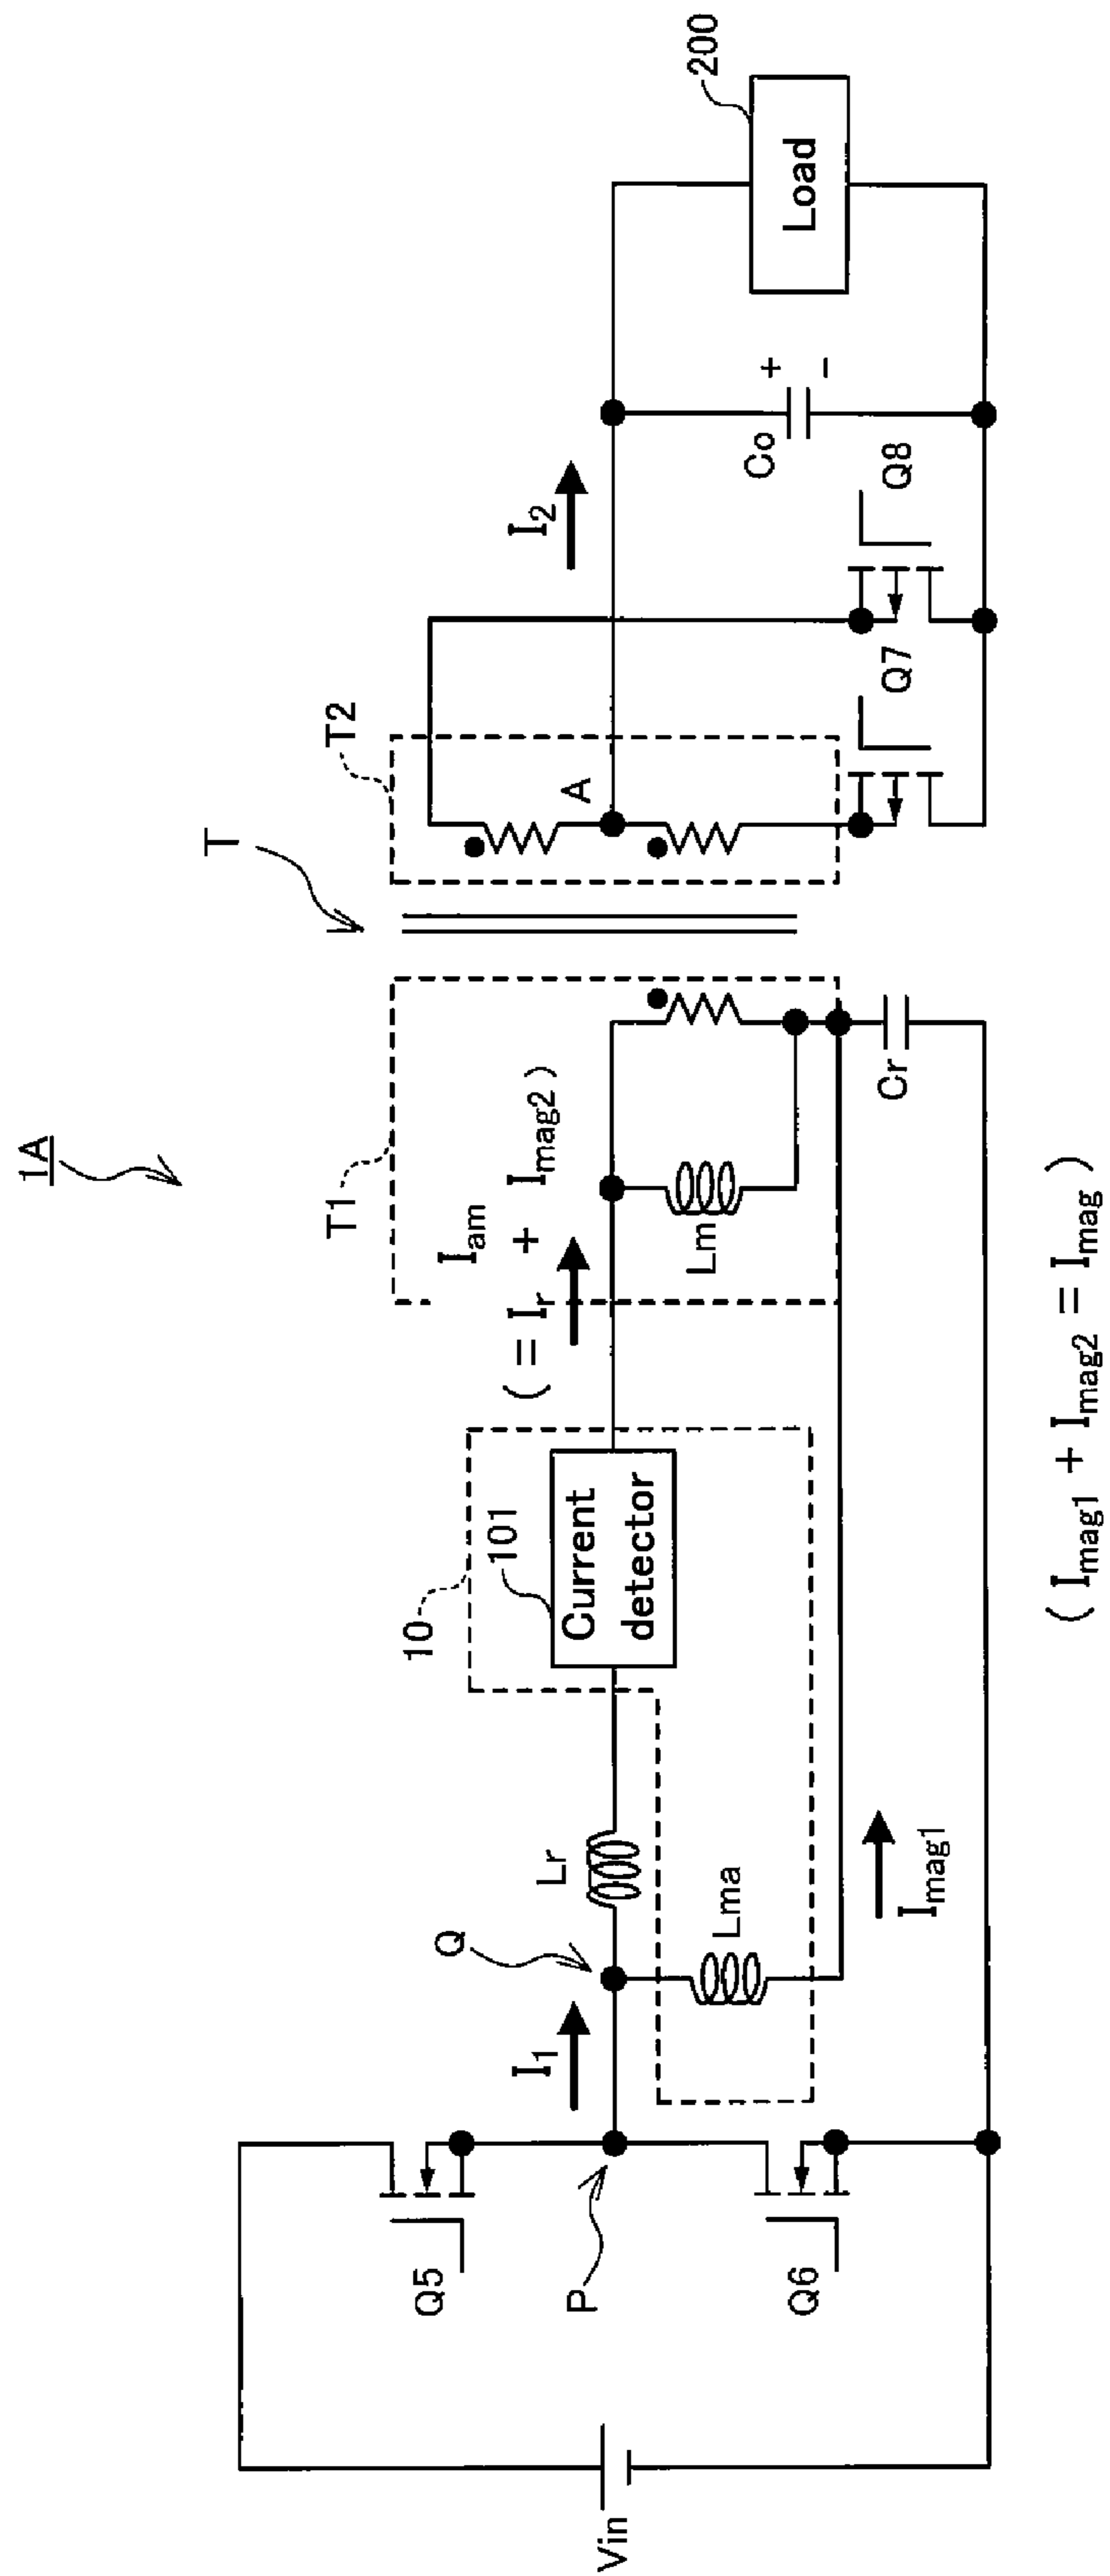 1A
T
T1
T2
200
Load
I2
A
Co
+
-
Q8
Q7
Iam
(=Ir + Imag2)
Lm
Cr
10
101
Current
detector
Lr
Q
Lma
I1
Imag1
Q5
P
Q6
Vin
(Imag1 + Imag2 = Imag)